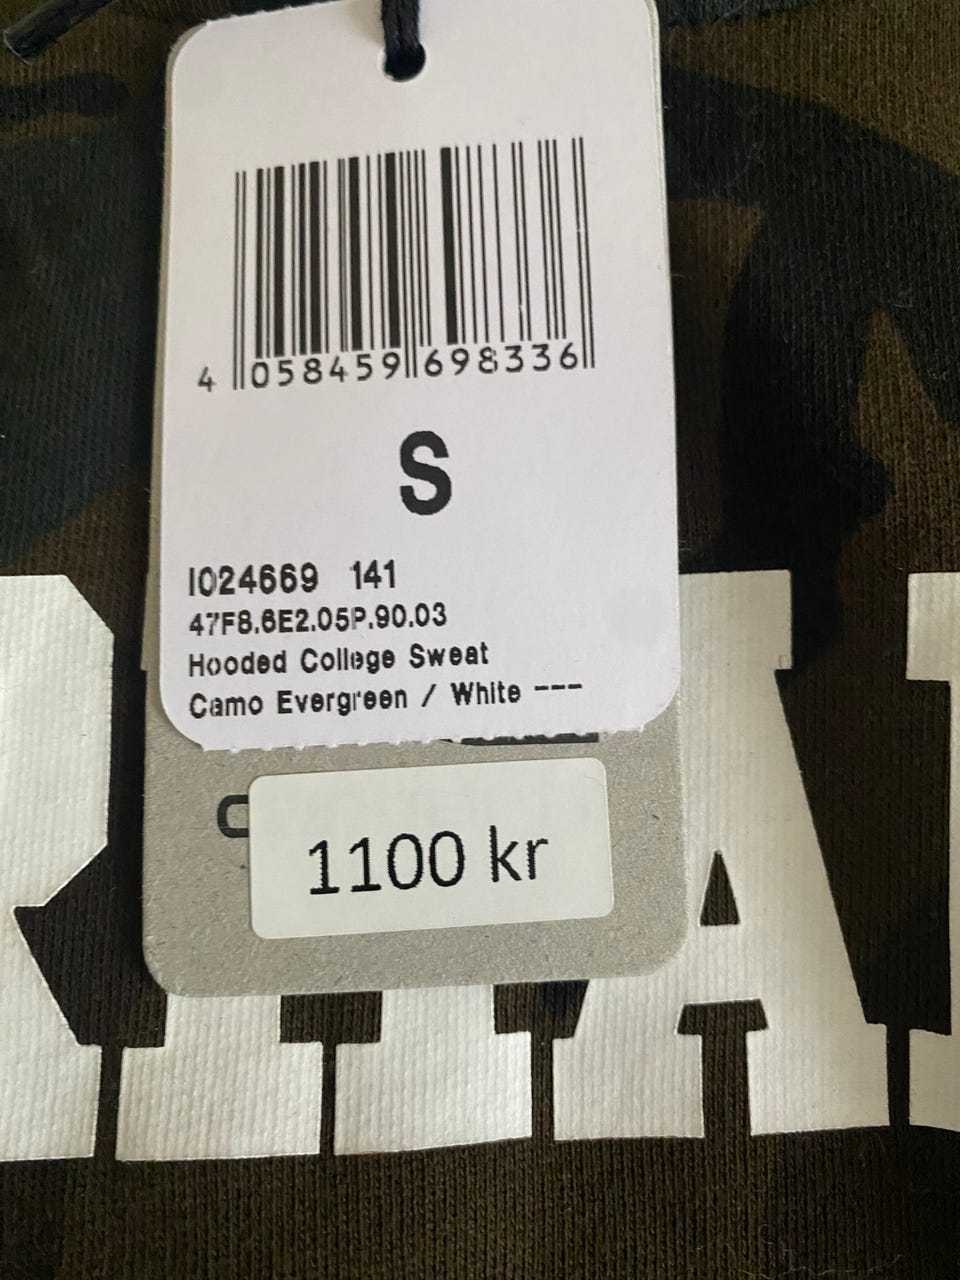 4 058459 698336
S
I024669 141
47F8.6E2.05P.90.03
Hooded College Sweat
Camo Evergreen / White ---
1100 kr